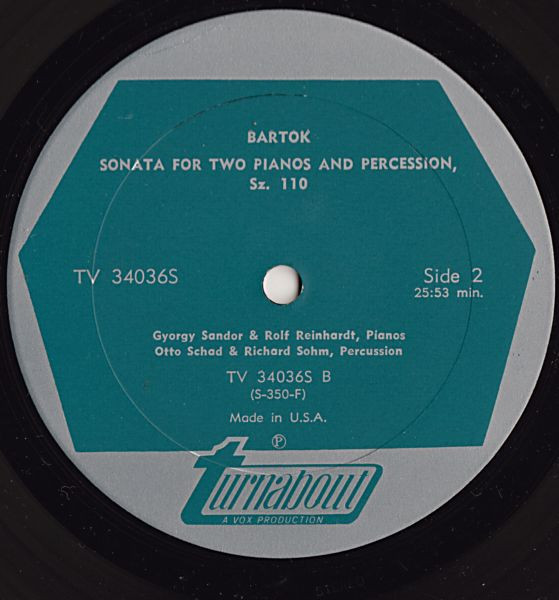 BARTOK
SONATA FOR TWO PIANOS AND PERCESSION,
Sz. 110
TV 34036S
Side 2
25:53 min.
Gyorgy Sandor & Rolf Reinhardt, Pianos
Otto Schad & Richard Sohm, Percussion
TV 34036S B
(S-350-F)
Made in U.S.A.
℗
turnabout
A VOX PRODUCTION